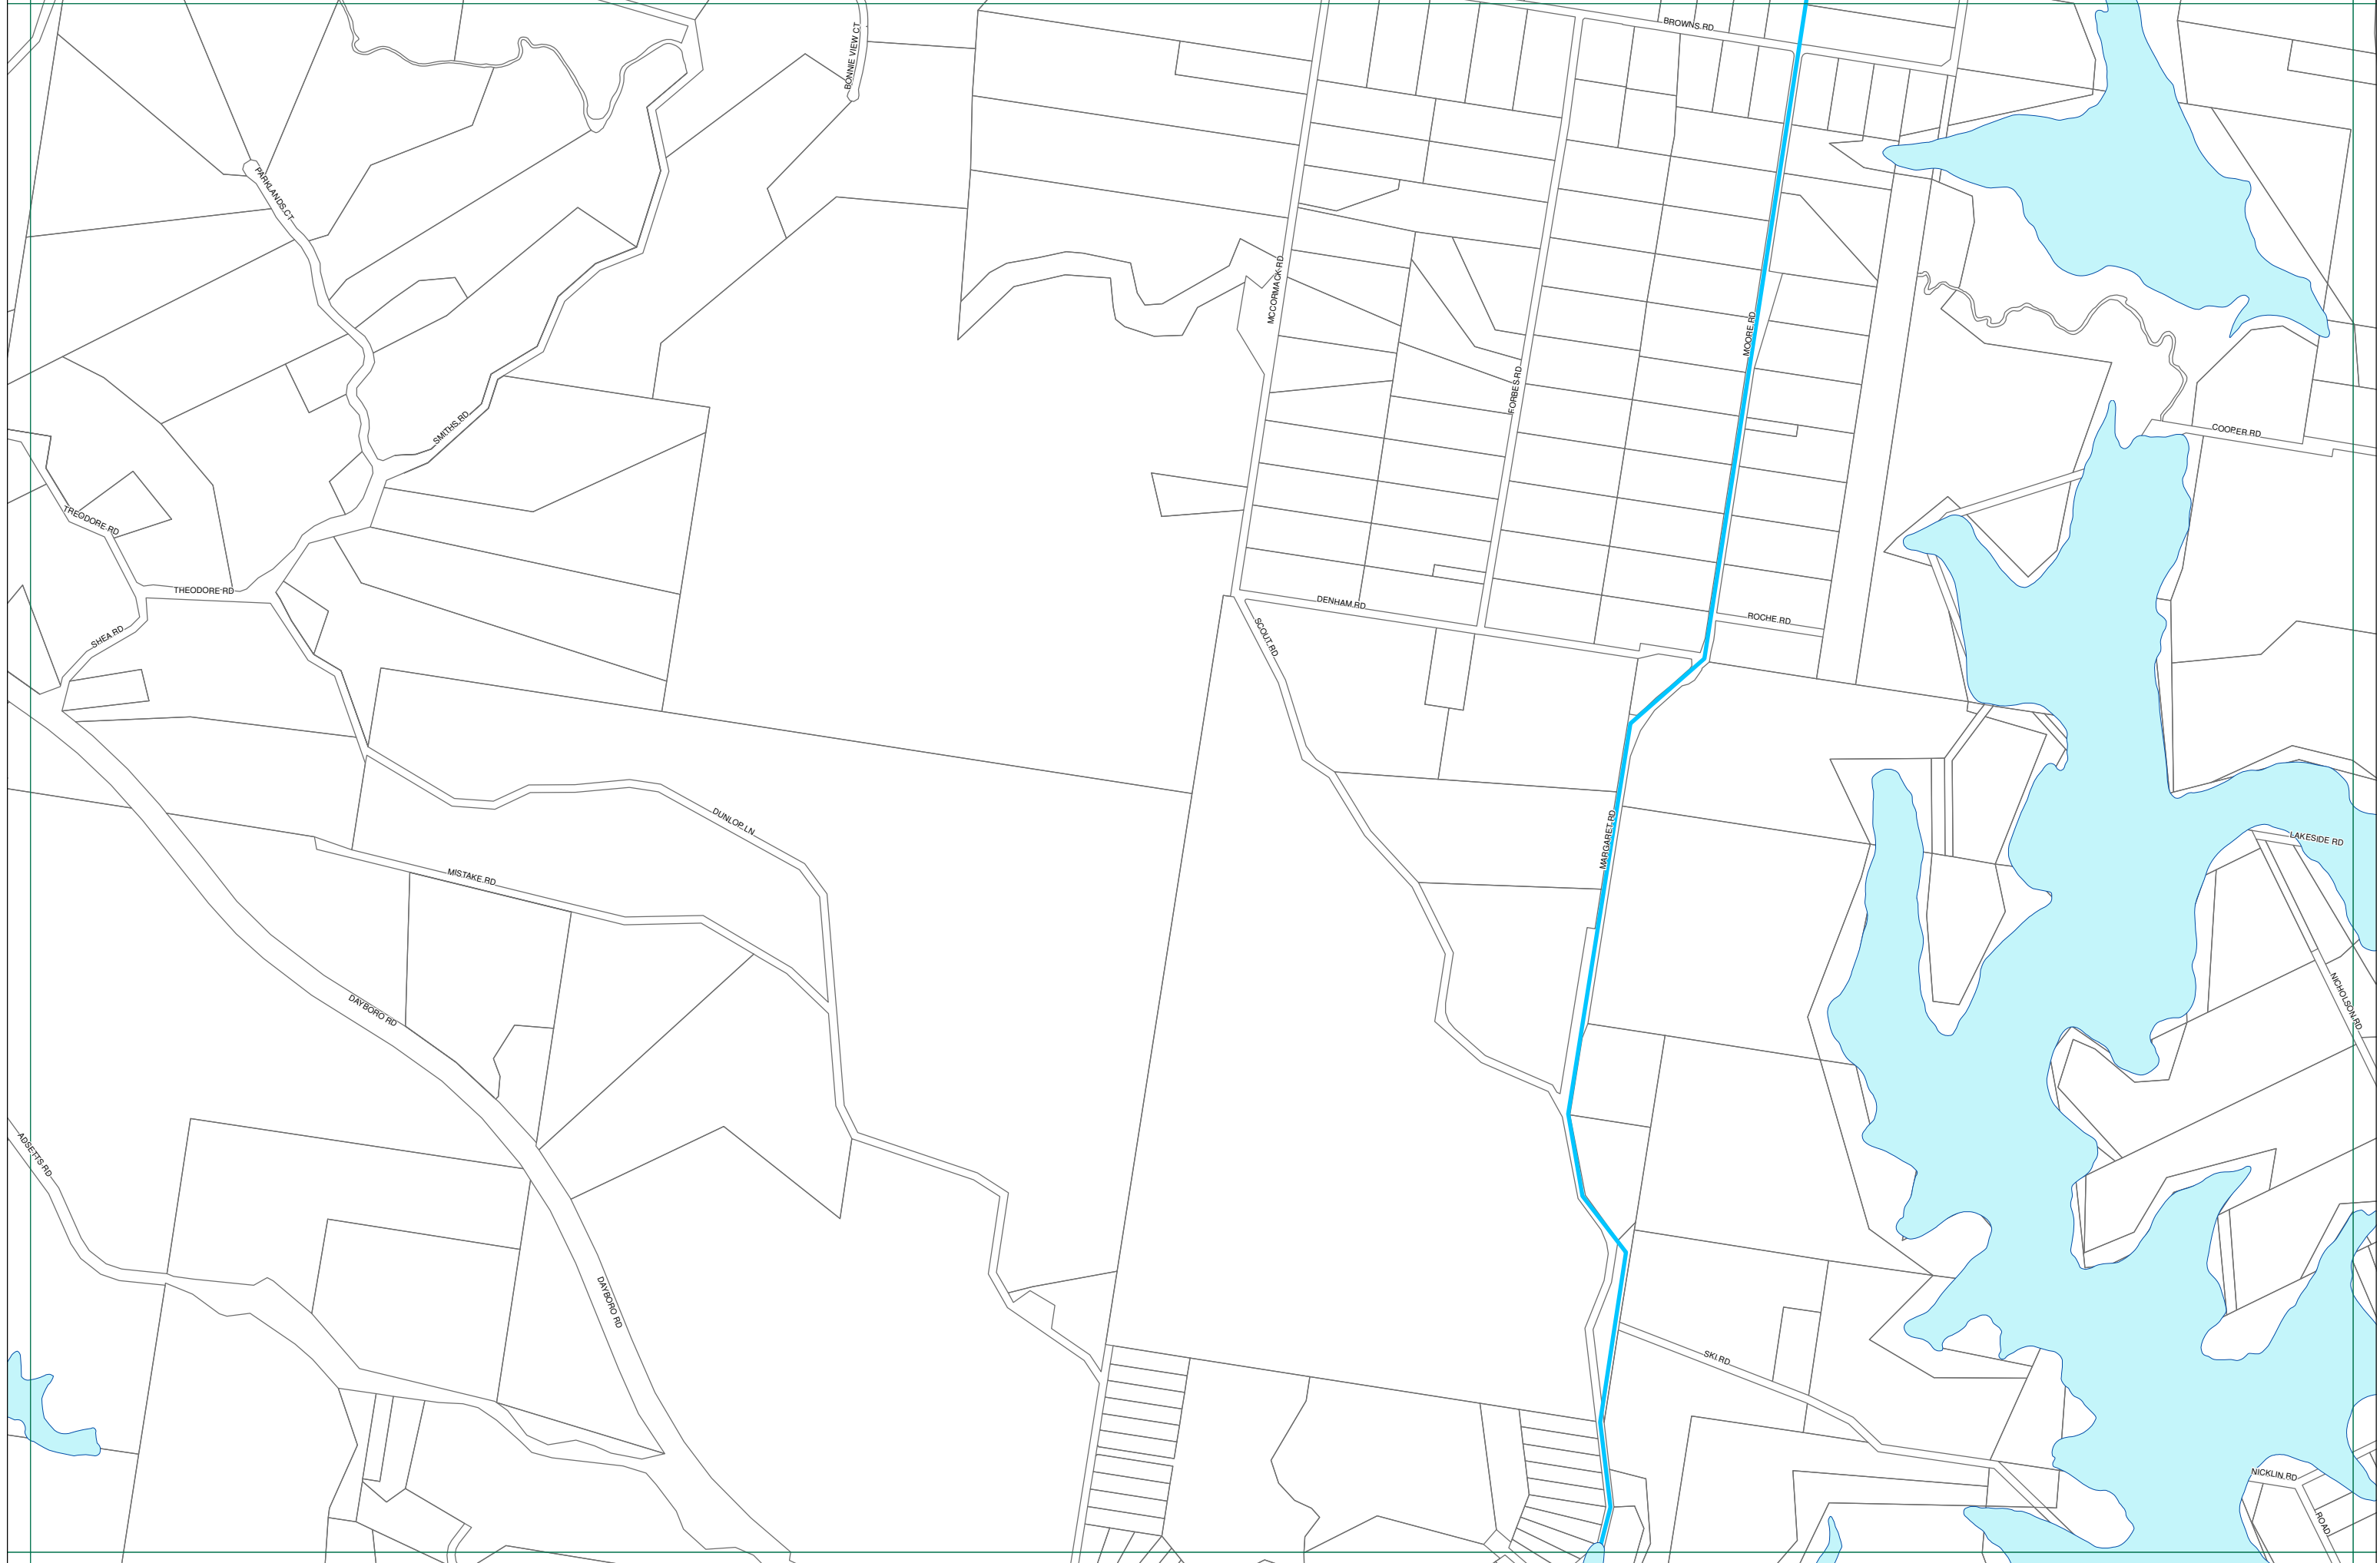 BROWNS RD
BONNIE VIEW CT
PARKLANDS CT
MCCORMACK RD
MOORE RD
FORBES RD
SMITHS RD
COOPER RD
TREODORE RD
THEODORE RD
DENHAM RD
ROCHE RD
SHEA RD
SCOUT RD
DUNLOP LN
MARGARET RD
LAKESIDE RD
MISTAKE RD
NICHOLSON RD
DAYBORO RD
ADSETTS RD
DAYBORO RD
SKI RD
NICKLIN RD
ROAD